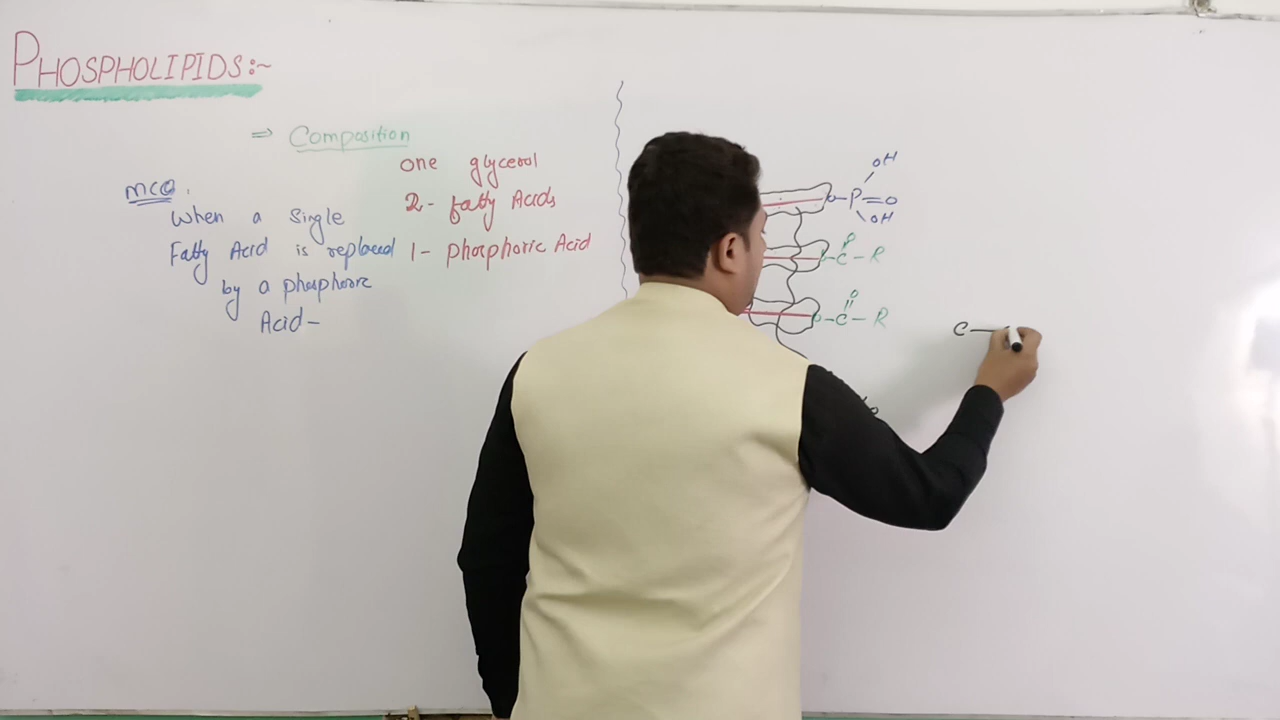 PHOSPHOLIPIDS:~
⇒ Composition
one glycerol
2- fatty Acids
1- phosphoric Acid
MCQ.
When a single
Fatty Acid is replaced
by a phosphoric
Acid-
OH
O-P=O
OH
O
O-C-R
O
O-C-R
C—